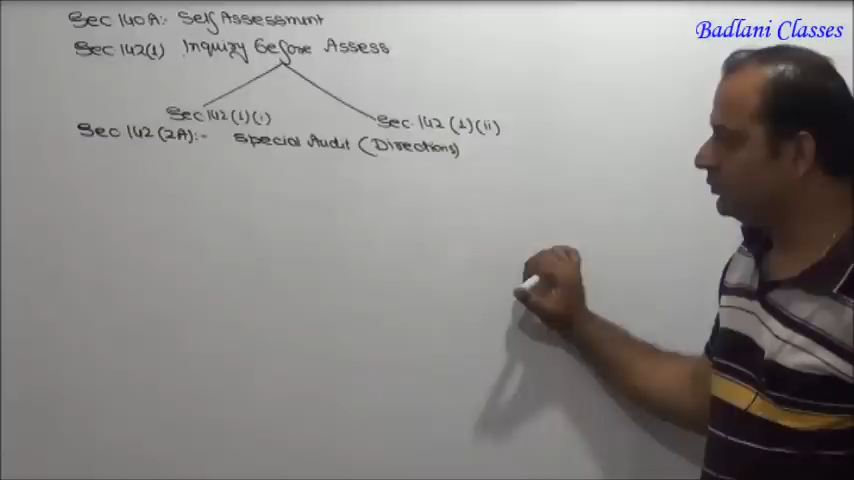 Badlani Classes
Sec 140A:- Self Assessment
Sec 142(1) Inquiry Before Assess
Sec 142(1)(i)
Sec. 142 (1)(ii)
Sec 142 (2A):- Special Audit (Directions)